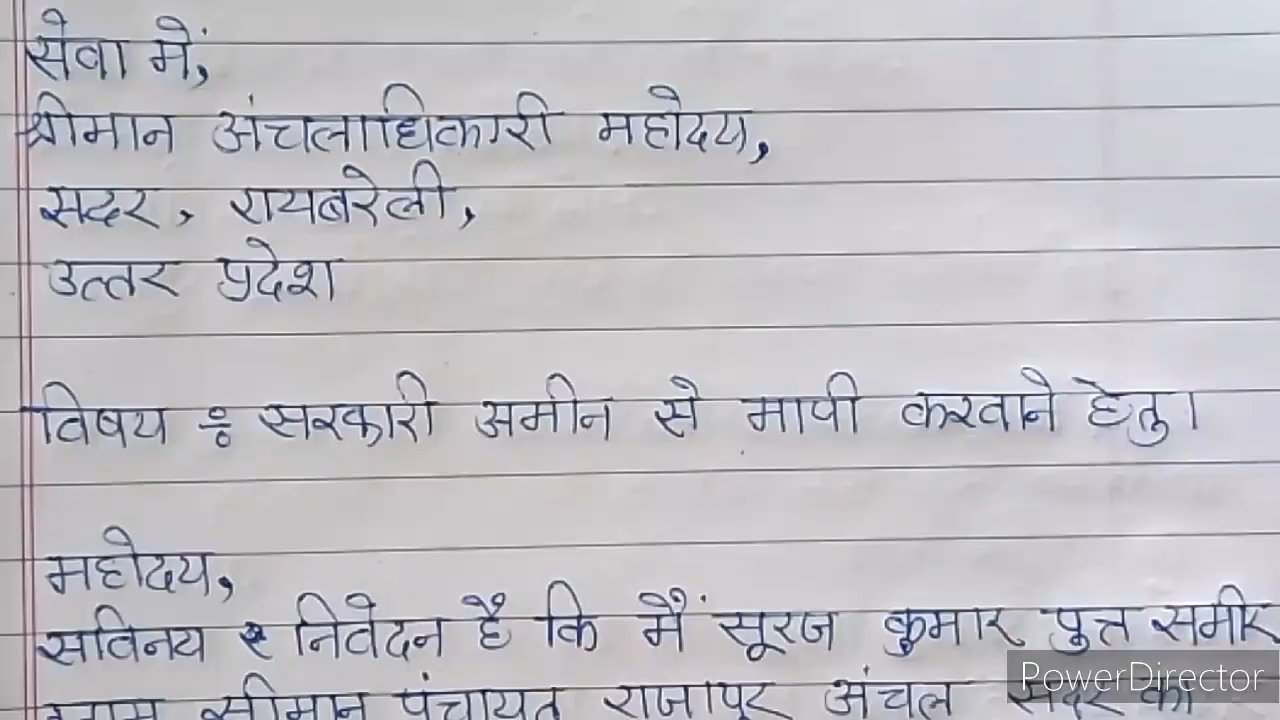 सेवा में,
श्रीमान अंचलाधिकारी महोदय,
सदर, रायबरेली,
उत्तर प्रदेश
विषय ÷ सरकारी अमीन से मापी करवाने हेतु।
महोदय,
सविनय निवेदन है कि मैं सूरज कुमार पुत्त समीर
पंचायत राजापुर अंचल सदर का
PowerDirector